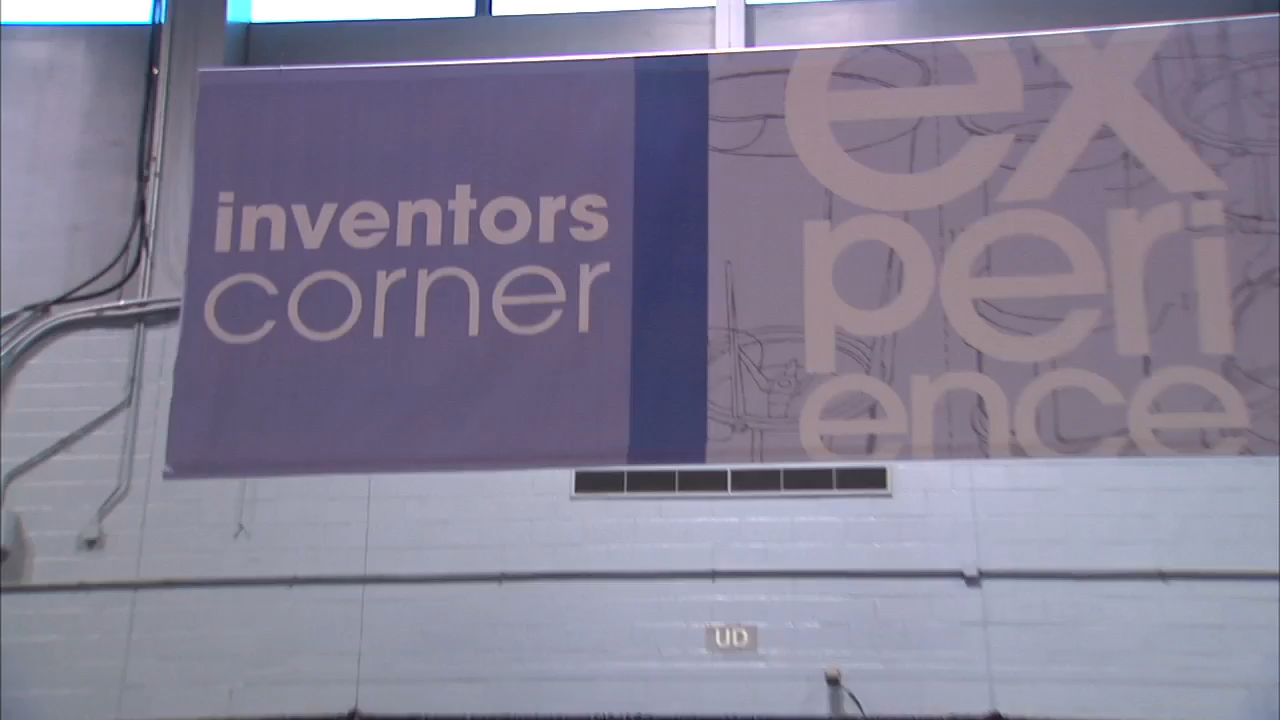 inventors
corner
ex
peri
ence
UD